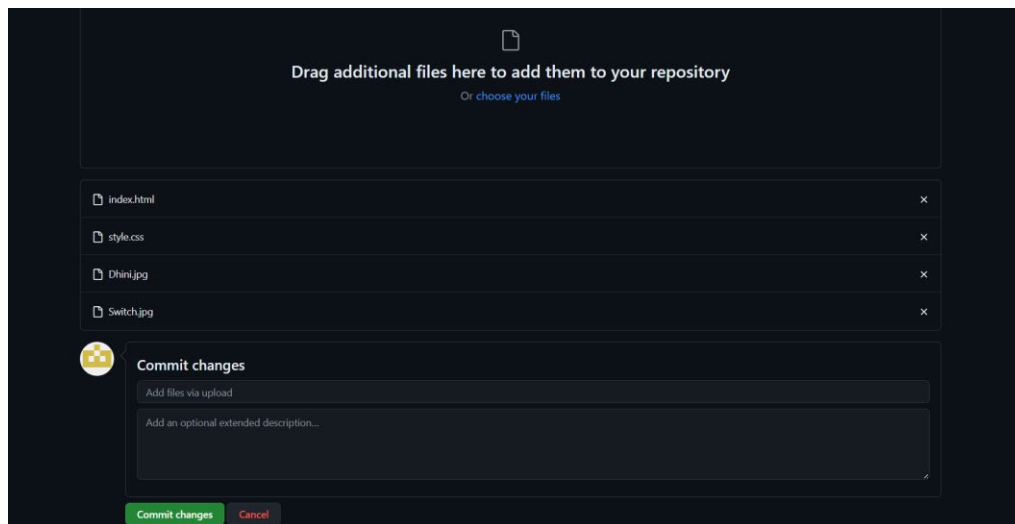 Drag additional files here to add them to your repository
Or choose your files
index.html
style.css
Dhini.jpg
Switch.jpg
Commit changes
Add files via upload
Add an optional extended description...
Commit changes
Cancel